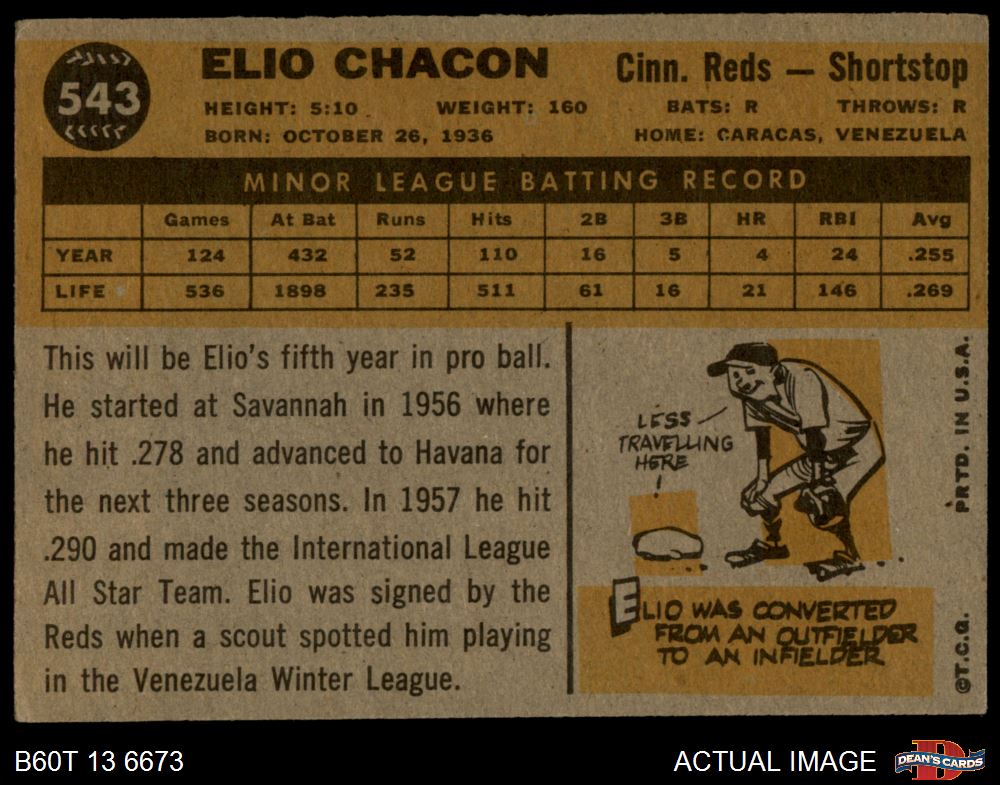 543
ELIO CHACON
Cinn. Reds — Shortstop
HEIGHT: 5:10 WEIGHT: 160 BATS: R THROWS: R
BORN: OCTOBER 26, 1936 HOME: CARACAS, VENEZUELA
MINOR LEAGUE BATTING RECORD
Games At Bat Runs Hits 2B 3B HR RBI Avg
YEAR 124 432 52 110 16 5 4 24 .255
LIFE 536 1898 235 511 61 16 21 146 .269
This will be Elio's fifth year in pro ball.
He started at Savannah in 1956 where
he hit .278 and advanced to Havana for
the next three seasons. In 1957 he hit
.290 and made the International League
All Star Team. Elio was signed by the
Reds when a scout spotted him playing
in the Venezuela Winter League.
LESS
TRAVELLING
HERE
!
ELIO WAS CONVERTED
FROM AN OUTFIELDER
TO AN INFIELDER
©T.C.G. PRTD. IN U.S.A.
B60T 13 6673
ACTUAL IMAGE
D
DEAN'S CARDS